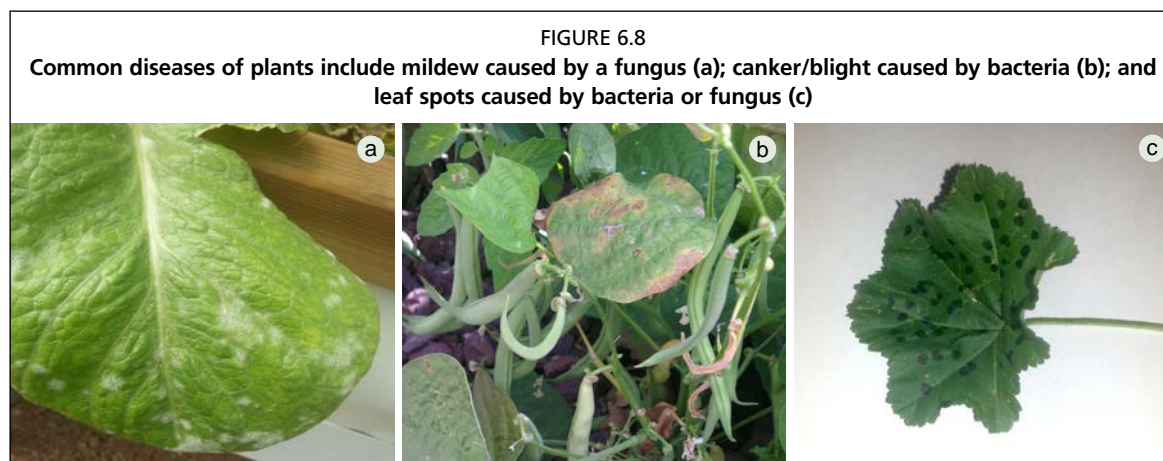 FIGURE 6.8
Common diseases of plants include mildew caused by a fungus (a); canker/blight caused by bacteria (b); and
leaf spots caused by bacteria or fungus (c)
a
b
c